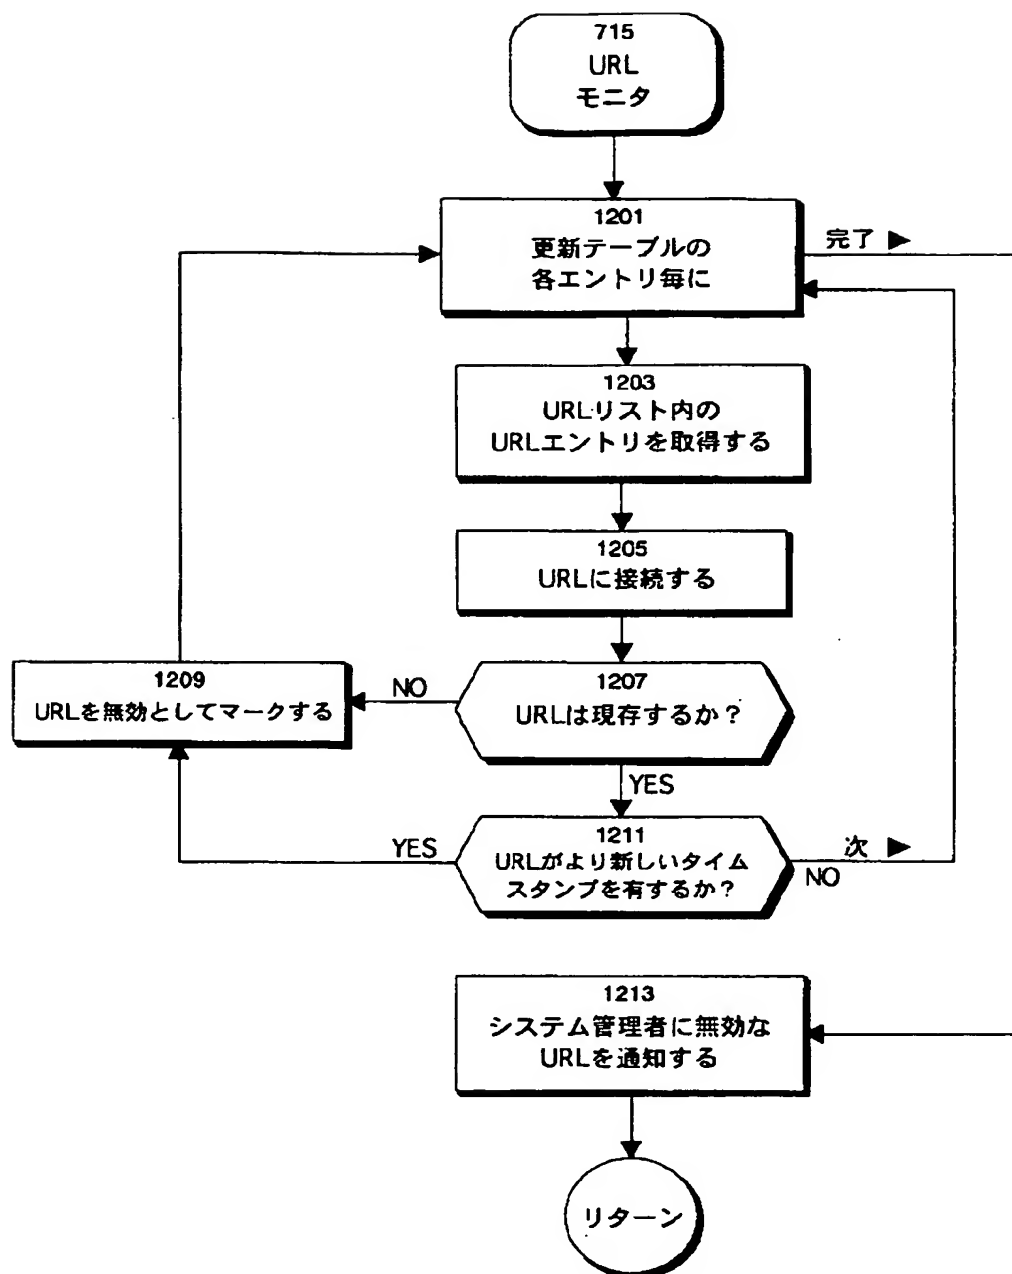 715
URL
モニタ
1201
更新テーブルの
各エントリ毎に
完了 ▶
1203
URLリスト内の
URLエントリを取得する
1205
URLに接続する
1209
URLを無効としてマークする
NO
1207
URLは現存するか？
YES
YES
1211
URLがより新しいタイム
スタンプを有するか？
次 ▶
NO
1213
システム管理者に無効な
URLを通知する
リターン